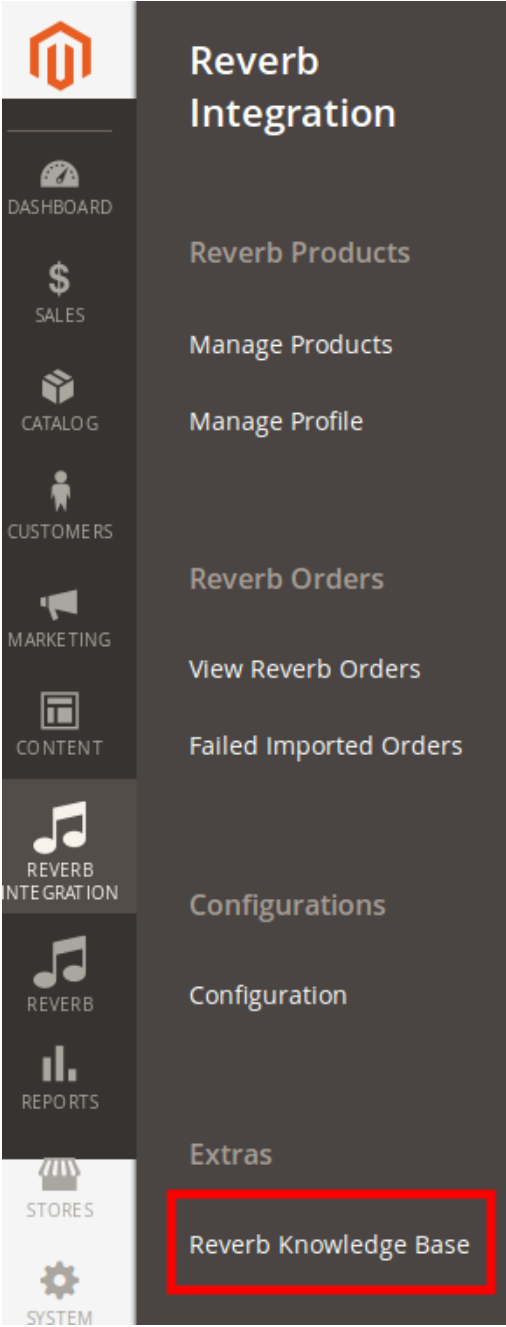 DASHBOARD
SALES
CATALOG
CUSTOMERS
MARKETING
CONTENT
REVERB
INTEGRATION
REVERB
REPORTS
STORES
SYSTEM
Reverb
Integration
Reverb Products
Manage Products
Manage Profile
Reverb Orders
View Reverb Orders
Failed Imported Orders
Configurations
Configuration
Extras
Reverb Knowledge Base